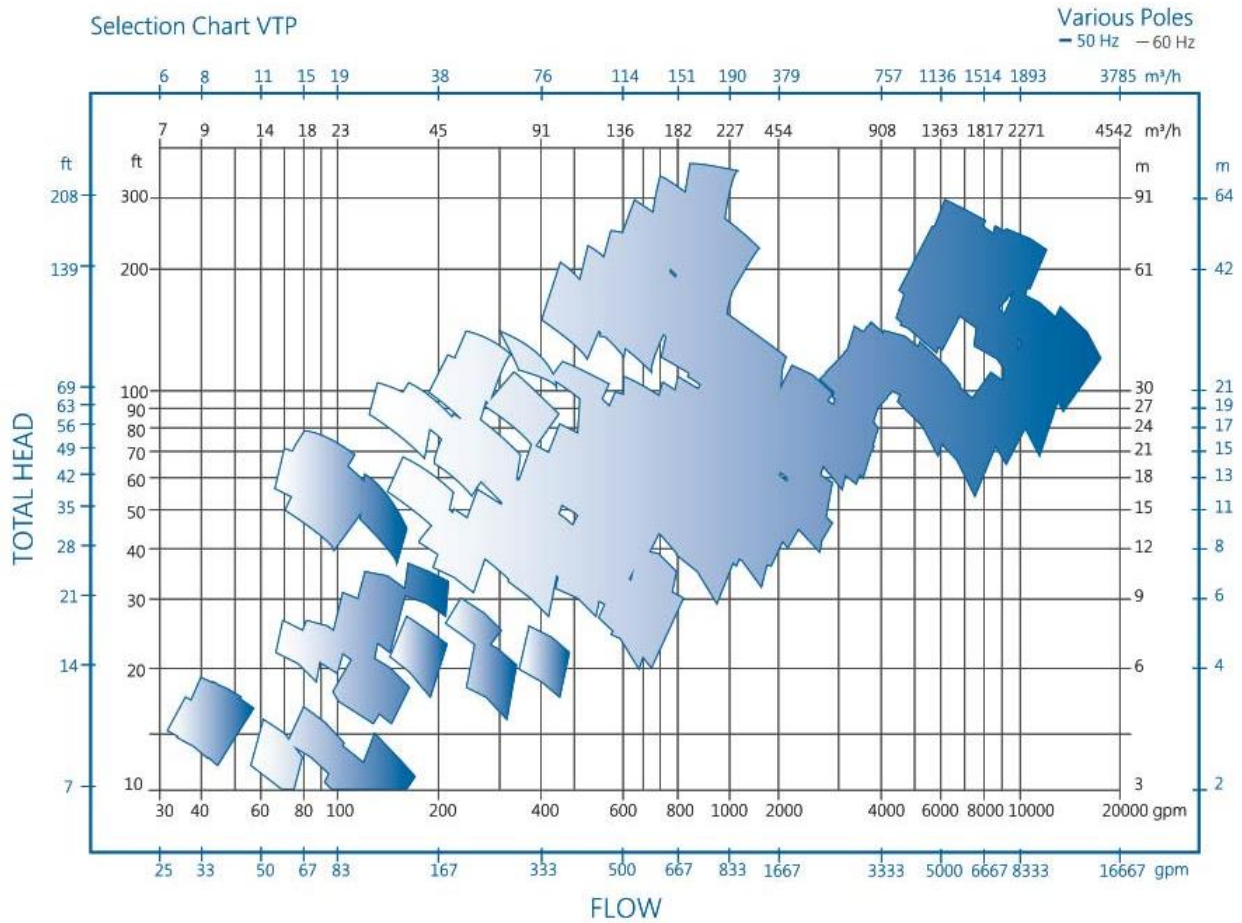 Selection Chart VTP
Various Poles
50 Hz 60 Hz
6 8 11 15 19 38 76 114 151 190 379 757 1136 1514 1893 3785 m³/h
7 9 14 18 23 45 91 136 182 227 454 908 1363 1817 2271 4542 m³/h
ft ft m m
208 300 91 64
139 200 61 42
69 100 30 21
63 90 27 19
56 80 24 17
49 70 21 15
42 60 18 13
35 50 15 11
28 40 12 8
21 30 9 6
14 20 6 4
7 10 3 2
TOTAL HEAD
30 40 60 80 100 200 400 600 800 1000 2000 4000 6000 8000 10000 20000 gpm
25 33 50 67 83 167 333 500 667 833 1667 3333 5000 6667 8333 16667 gpm
FLOW